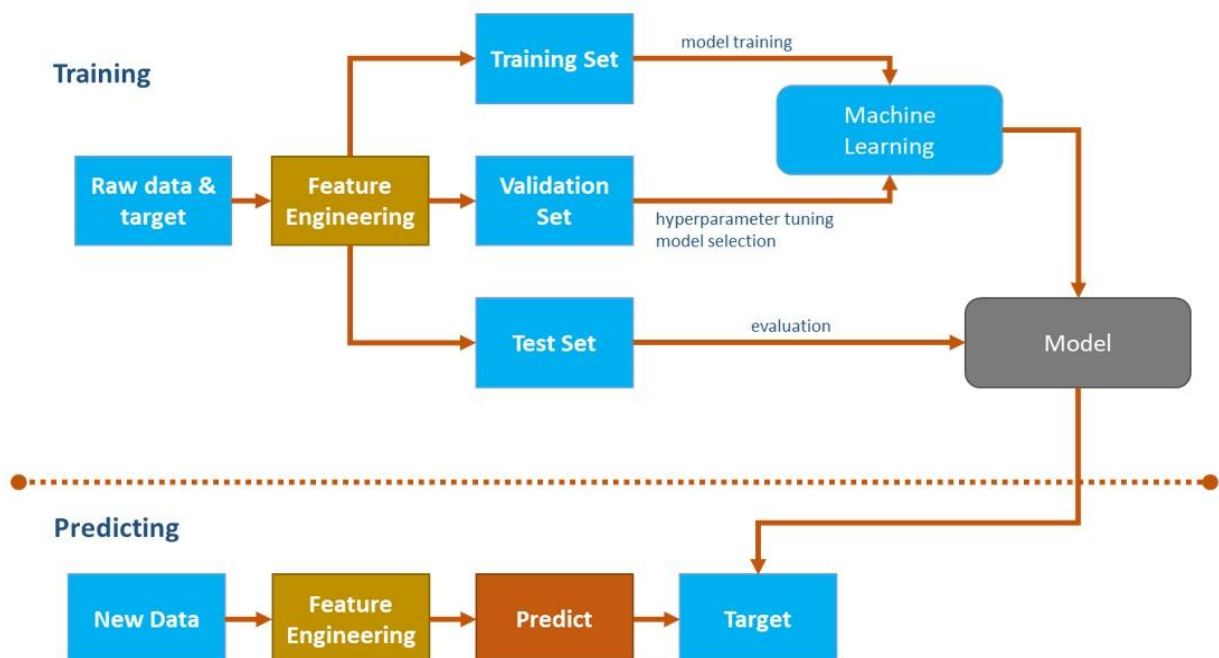 Training
Training Set
model training
Machine
Learning
Raw data &
target
Feature
Engineering
Validation
Set
hyperparameter tuning
model selection
Test Set
evaluation
Model
Predicting
New Data
Feature
Engineering
Predict
Target